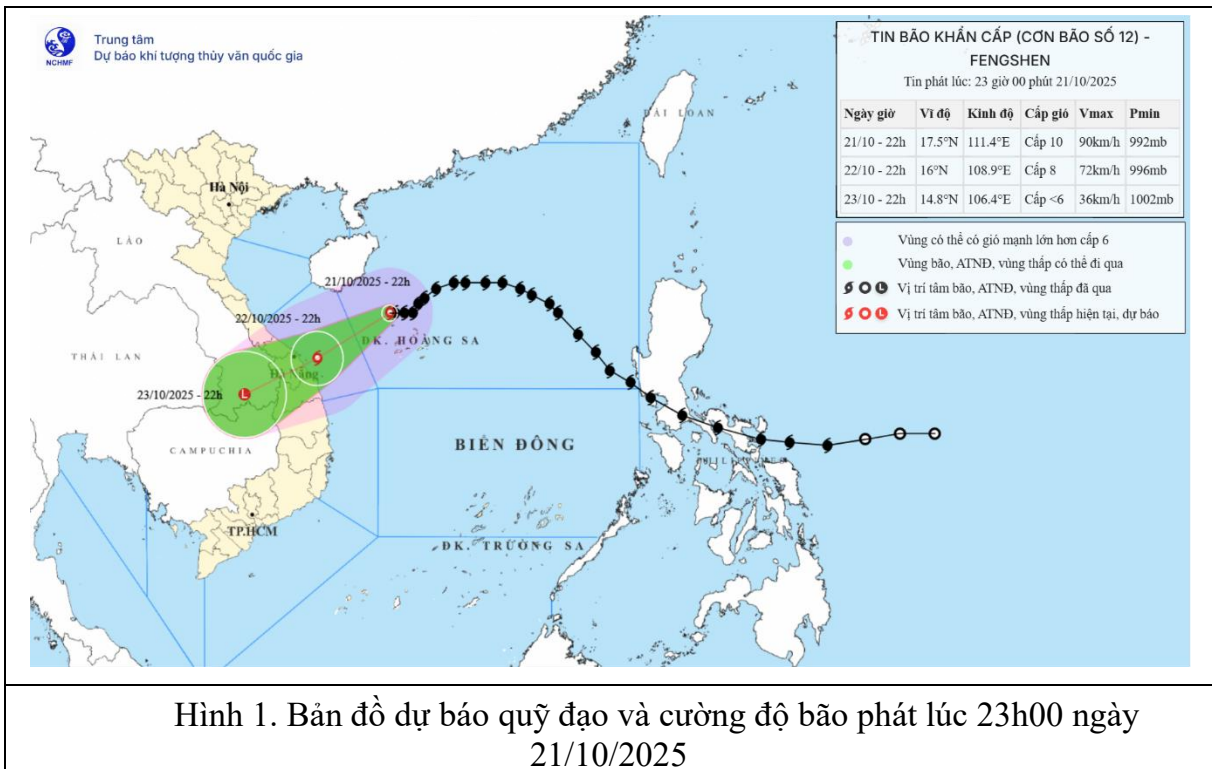 Trung tâm
Dự báo khí tượng thủy văn quốc gia
NCHMF
TIN BÃO KHẨN CẤP (CƠN BÃO SỐ 12) -
FENGSHEN
Tin phát lúc: 23 giờ 00 phút 21/10/2025
Ngày giờ Vĩ độ Kinh độ Cấp gió Vmax Pmin
21/10 - 22h 17.5°N 111.4°E Cấp 10 90km/h 992mb
22/10 - 22h 16°N 108.9°E Cấp 8 72km/h 996mb
23/10 - 22h 14.8°N 106.4°E Cấp <6 36km/h 1002mb
Vùng có thể có gió mạnh lớn hơn cấp 6
Vùng bão, ATNĐ, vùng thấp có thể đi qua
Vị trí tâm bão, ATNĐ, vùng thấp đã qua
Vị trí tâm bão, ATNĐ, vùng thấp hiện tại, dự báo
ĐÀI LOAN
Hà Nội
LÀO
21/10/2025 - 22h
22/10/2025 - 22h
ĐK. HOÀNG SA
THÁI LAN
Đà Nẵng
23/10/2025 - 22h
L
CAMPUCHIA
BIỂN ĐÔNG
PHILIPPINES
TP.HCM
ĐK. TRƯỜNG SA
Hình 1. Bản đồ dự báo quỹ đạo và cường độ bão phát lúc 23h00 ngày
21/10/2025